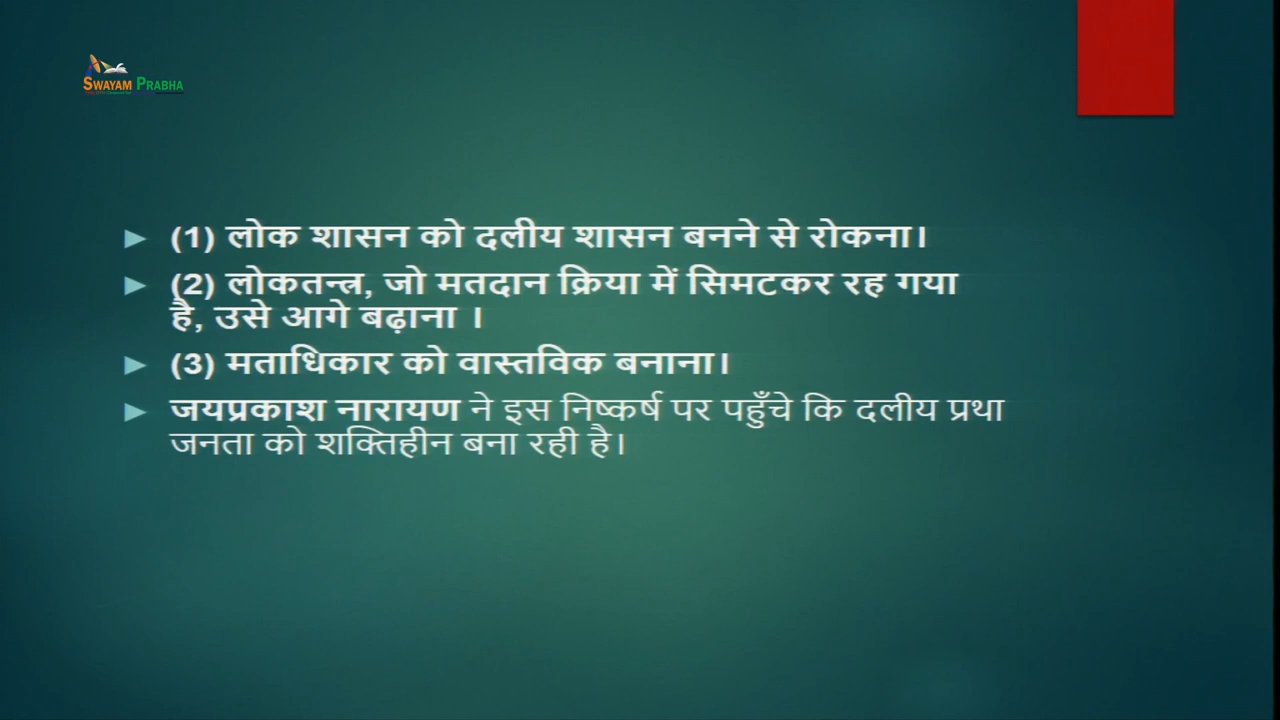 SWAYAM PRABHA
(1) लोक शासन को दलीय शासन बनने से रोकना।
(2) लोकतन्त्र, जो मतदान क्रिया में सिमटकर रह गया
है, उसे आगे बढ़ाना ।
(3) मताधिकार को वास्तविक बनाना।
जयप्रकाश नारायण ने इस निष्कर्ष पर पहुँचे कि दलीय प्रथा
जनता को शक्तिहीन बना रही है।